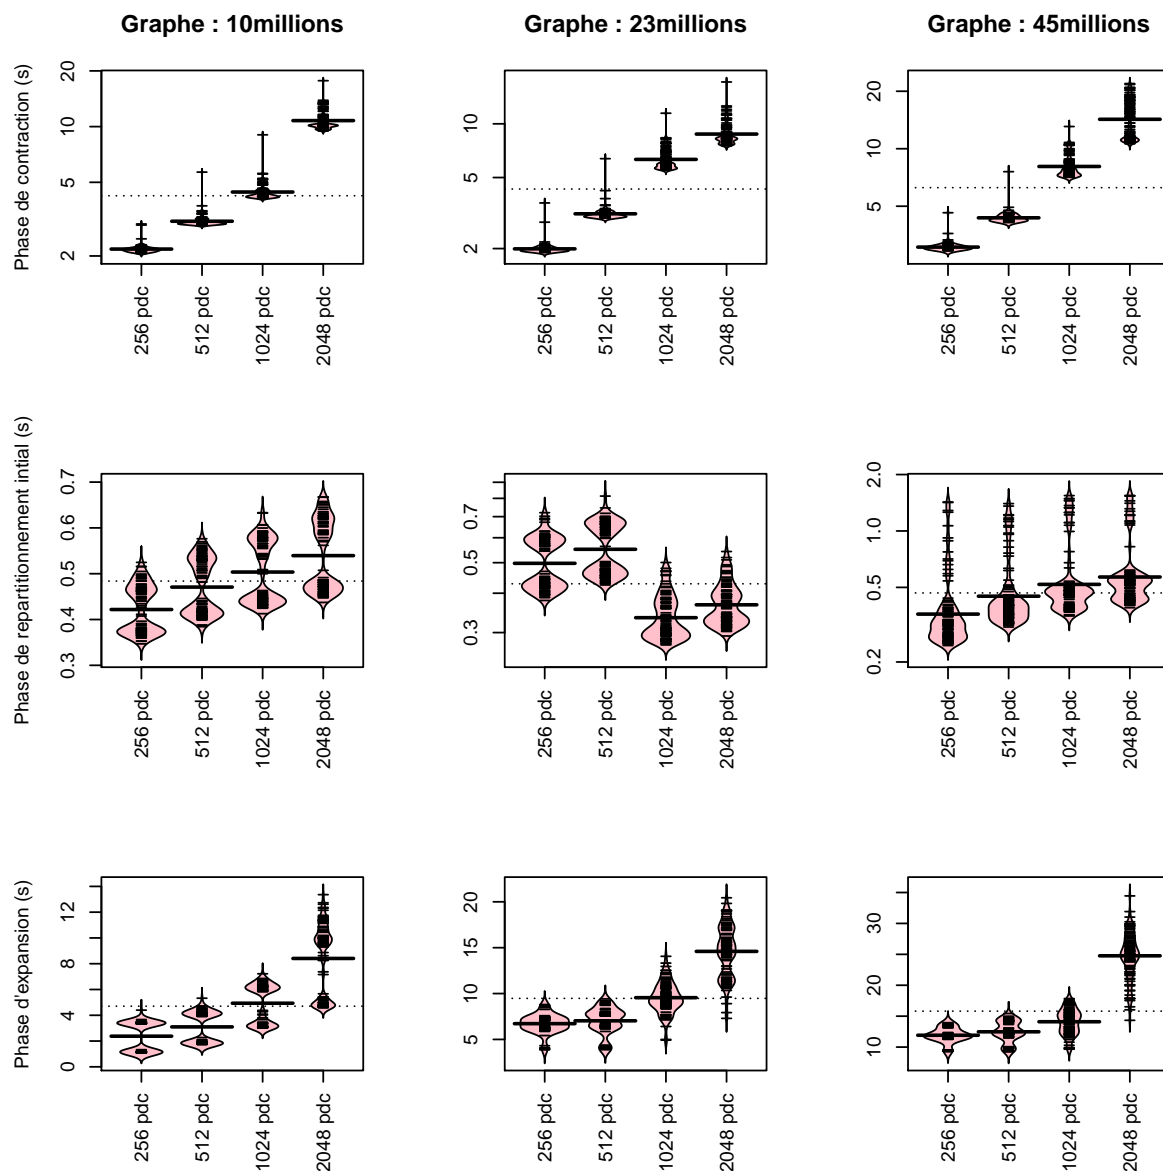 Graphe : 10millions
Graphe : 23millions
Graphe : 45millions
Phase de contraction (s)
20
10
5
2
256 pdc
512 pdc
1024 pdc
2048 pdc
10
5
2
256 pdc
512 pdc
1024 pdc
2048 pdc
20
10
5
256 pdc
512 pdc
1024 pdc
2048 pdc
Phase de repartitionnement intial (s)
0.7
0.6
0.5
0.4
0.3
256 pdc
512 pdc
1024 pdc
2048 pdc
0.7
0.5
0.3
256 pdc
512 pdc
1024 pdc
2048 pdc
2.0
1.0
0.5
0.2
256 pdc
512 pdc
1024 pdc
2048 pdc
Phase d'expansion (s)
12
8
4
0
256 pdc
512 pdc
1024 pdc
2048 pdc
20
15
10
5
256 pdc
512 pdc
1024 pdc
2048 pdc
30
20
10
256 pdc
512 pdc
1024 pdc
2048 pdc